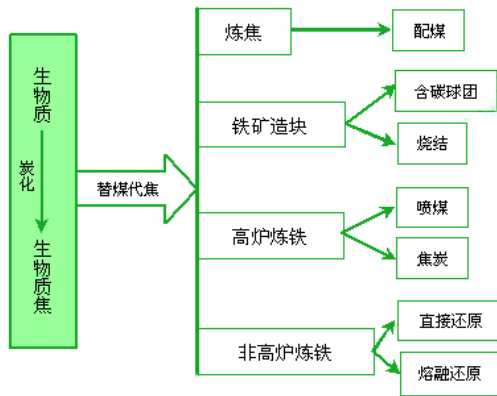 生物质
炭化
生物质焦
替煤代焦
炼焦
配煤
铁矿造块
含碳球团
烧结
高炉炼铁
喷煤
焦炭
非高炉炼铁
直接还原
熔融还原